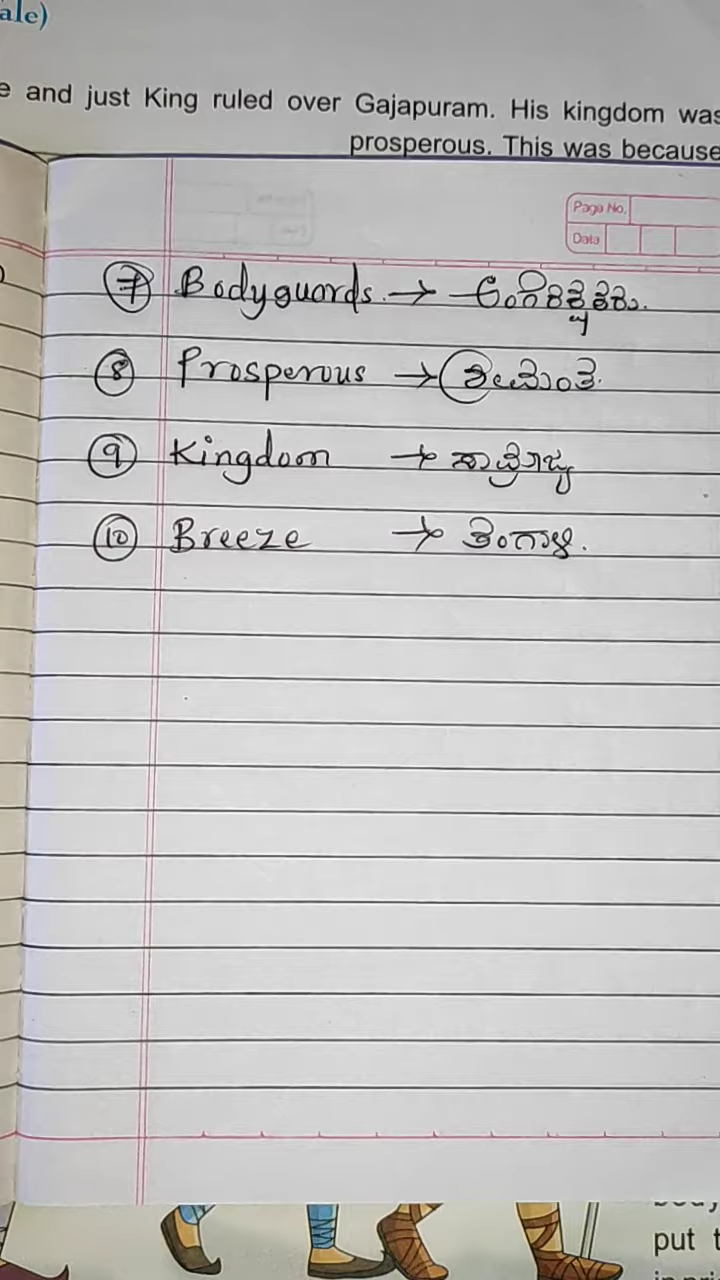 ale)
e and just King ruled over Gajapuram. His kingdom was
prosperous. This was because
Page No.
Date
7 Bodyguards → ಅಂಗರಕ್ಷಕರು.
8 Prosperous → ಶ್ರೀಮಂತ.
9 Kingdom → ಸಾಮ್ರಾಜ್ಯ
10 Breeze → ತಂಗಾಳಿ.
put t